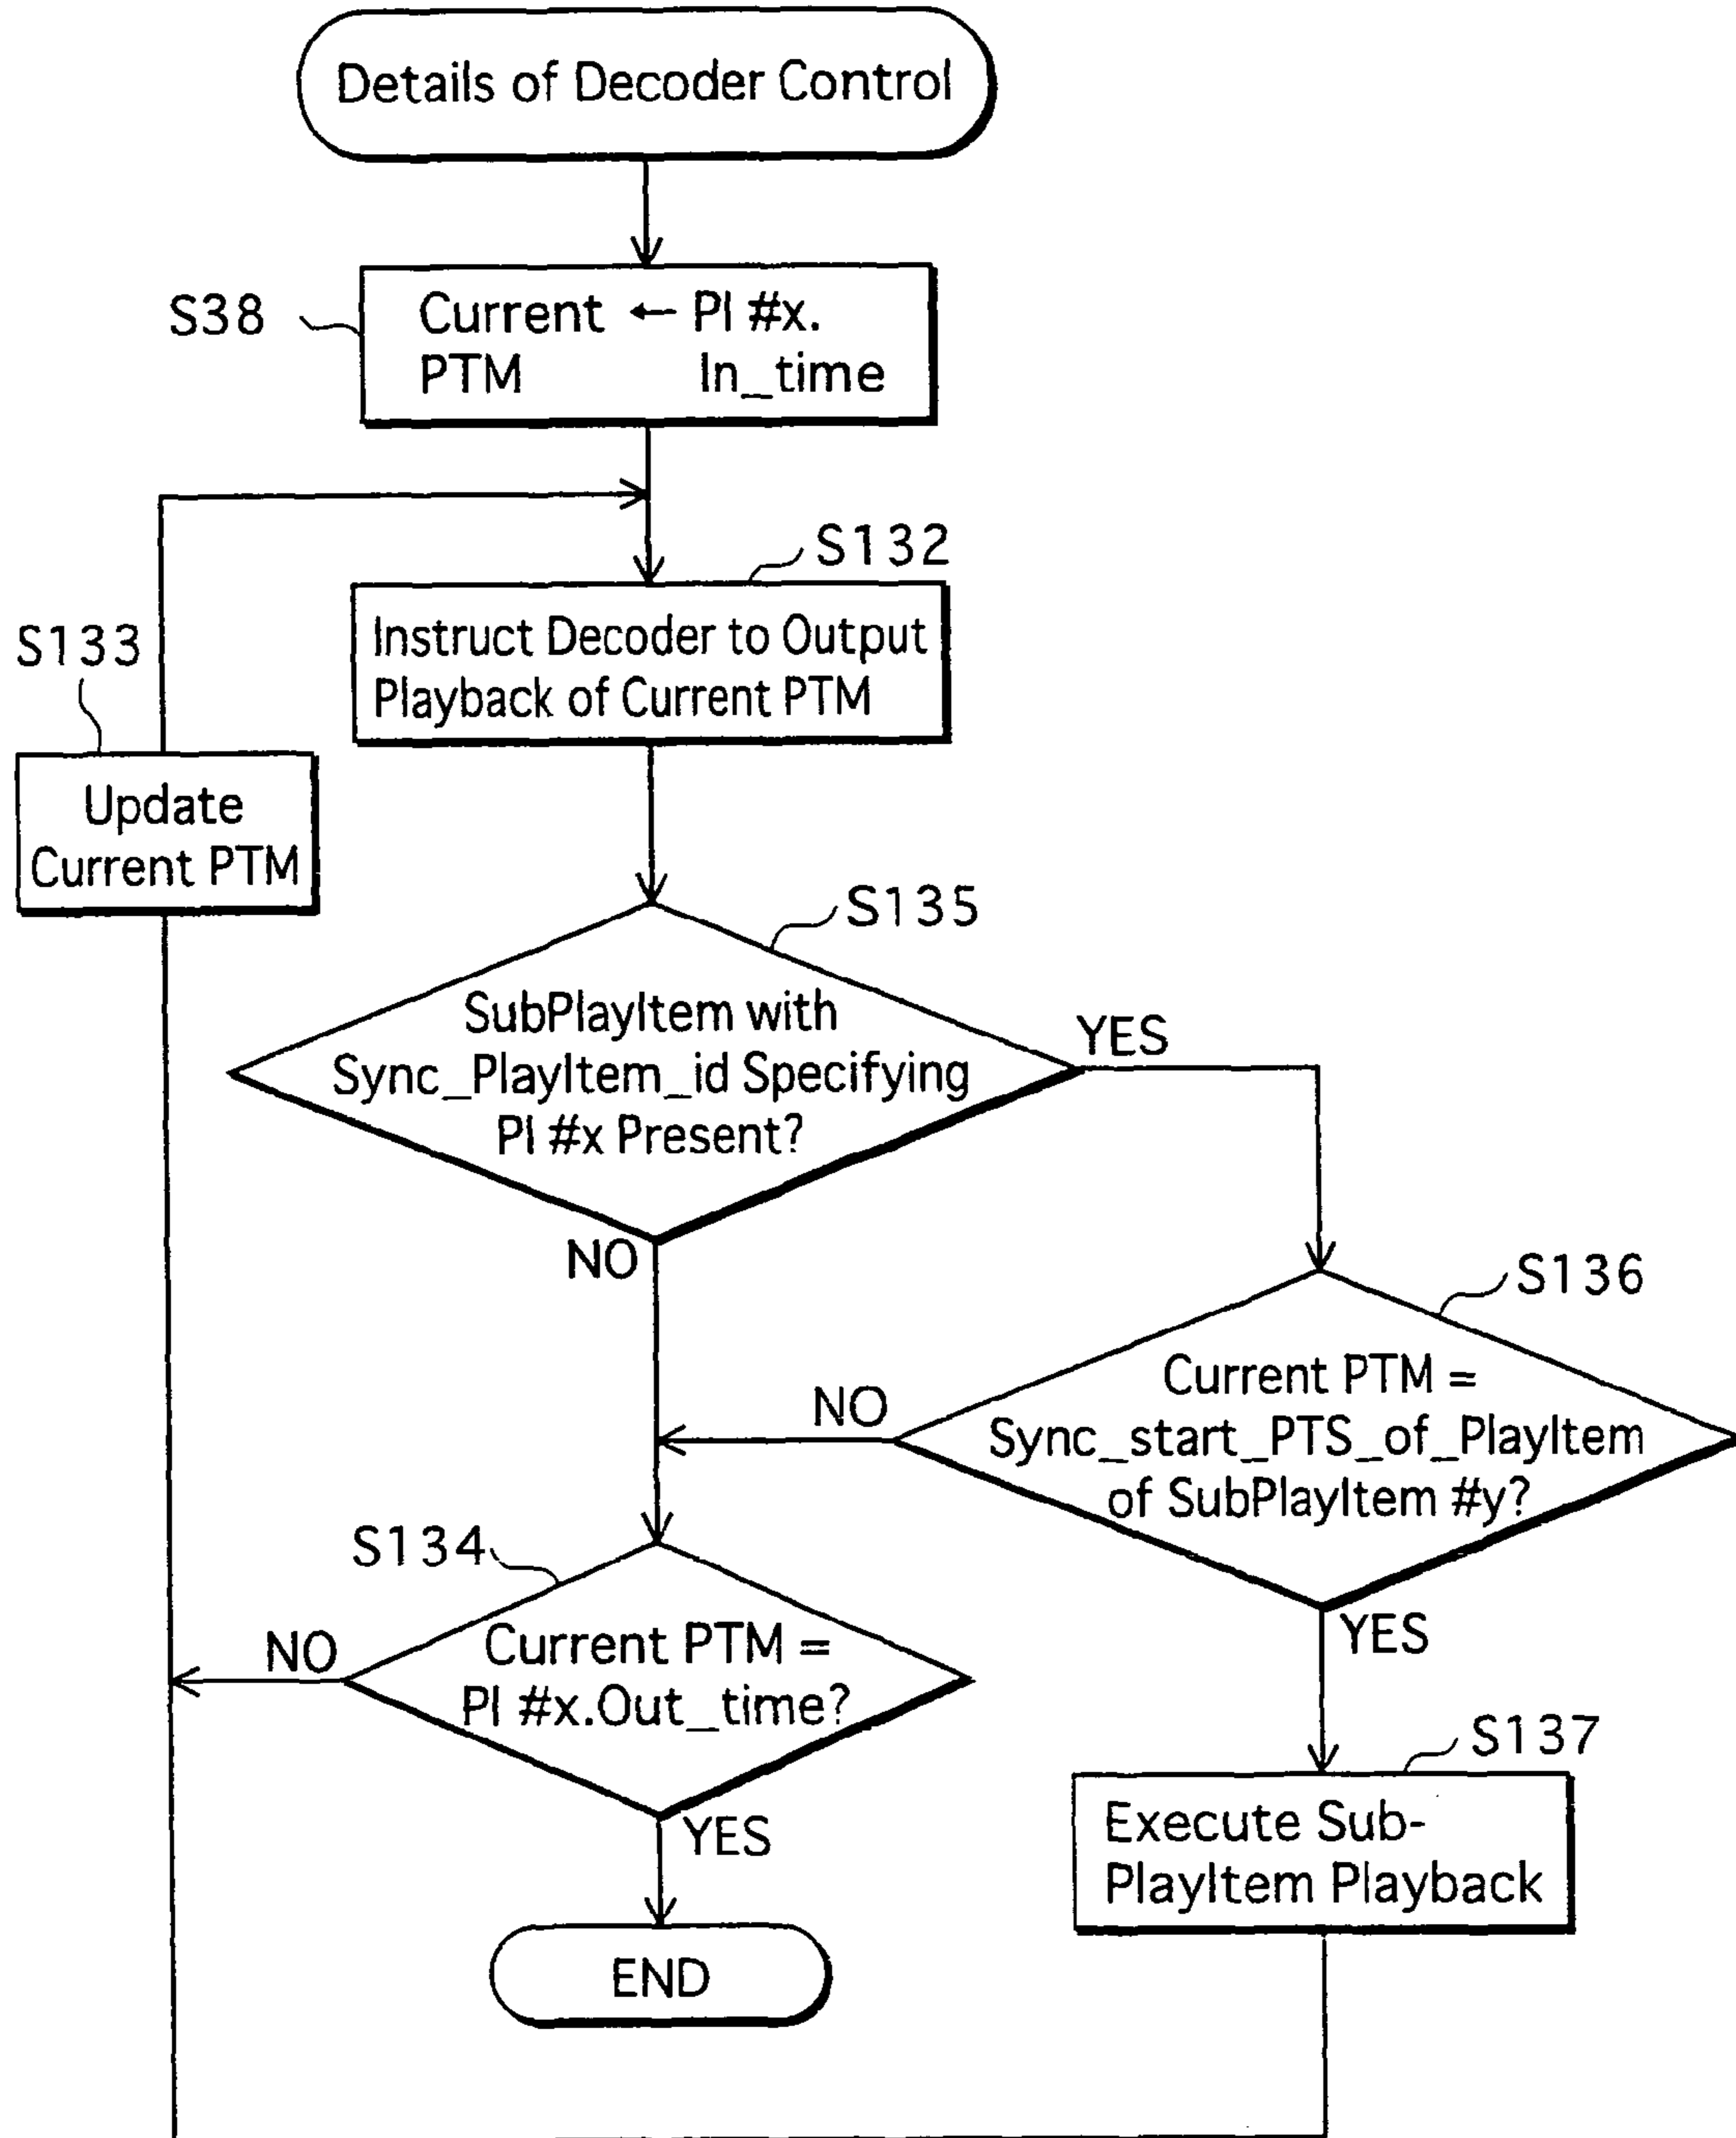 Details of Decoder Control
S38
Current ← PI #x.
PTM In_time
S132
Instruct Decoder to Output
Playback of Current PTM
S133
Update
Current PTM
S135
SubPlayItem with
Sync_PlayItem_id Specifying
PI #x Present?
YES
NO
S136
Current PTM =
Sync_start_PTS_of_PlayItem
of SubPlayItem #y?
NO
YES
S134
Current PTM =
PI #x.Out_time?
NO
YES
S137
Execute Sub-
PlayItem Playback
END